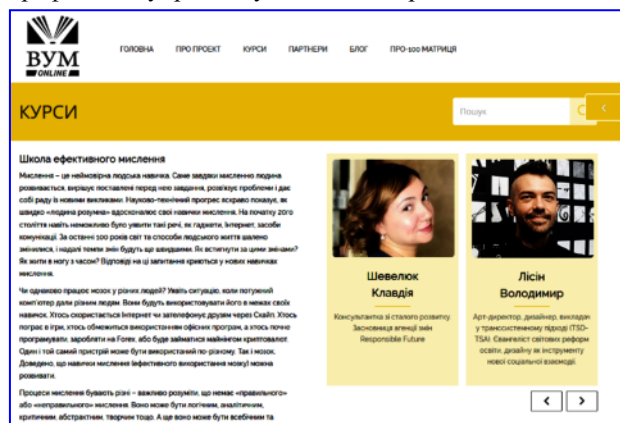 ВУМ
ONLINE
ГОЛОВНА ПРО ПРОЕКТ КУРСИ ПАРТНЕРИ БЛОГ ПРО-100 МАТРИЦЯ
КУРСИ
Пошук
Школа ефективного мислення
Мислення – це неймовірна людська навичка. Саме завдяки мисленню людина
розвивається, вирішує поставлені перед нею завдання, розв'язує проблеми і дає
собі раду із новими викликами. Науково-технічний прогрес яскраво показує, як
швидко «людина розумна» вдосконалює свої навички мислення. На початку 20го
століття навіть неможливо було уявити такі речі, як гаджети, Інтернет, засоби
комунікації. За останні 100 років світ та способи людського життя шалено
змінилися, і надалі темпи змін будуть ще швидшими. Як встигнути за цими змінами?
Як жити в ногу з часом? Відповіді на ці запитання криються у нових навичках
мислення.
Чи однаково працює мозок у різних людей? Уявіть ситуацію, коли потужний
комп'ютер дали різним людям. Вони будуть використовувати його в межах своїх
навичок. Хтось скористається Інтернет чи зателефонує друзям через Скайп. Хтось
пограє в ігри, хтось обмежиться використанням офісних програм, а хтось почне
програмувати, заробляти на Forex, або буде займатися майнінгом криптовалют.
Один і той самий пристрій може бути використаний по-різному. Так і мозок.
Доведено, що навички мислення (ефективного використання мозку) можна
розвивати.
Процеси мислення бувають різні – важливо розуміти, що немає «правильного»
або «неправильного» мислення. Воно може бути логічним, аналітичним,
критичним, абстрактним, творчим тощо. А ще воно може бути всебічним та
Шевелюк
Клавдія
Консультантка зі сталого розвитку.
Засновниця агенції змін
Responsible Future
Лісін
Володимир
Арт-директор, дизайнер, викладач
у транссистемному підході (TSD-
TSA). Євангеліст світових реформ
освіти, дизайну як інструменту
нової соціальної взаємодії.